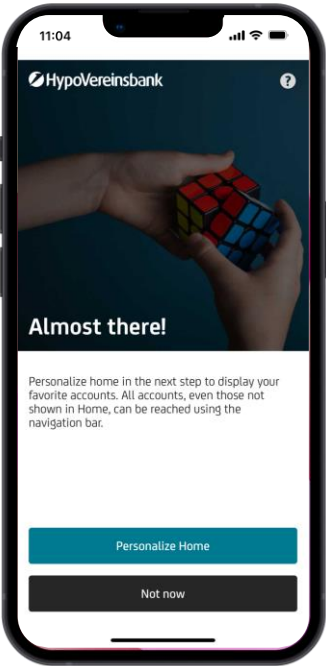 11:04
HypoVereinsbank
?
Almost there!
Personalize home in the next step to display your
favorite accounts. All accounts, even those not
shown in Home, can be reached using the
navigation bar.
Personalize Home
Not now